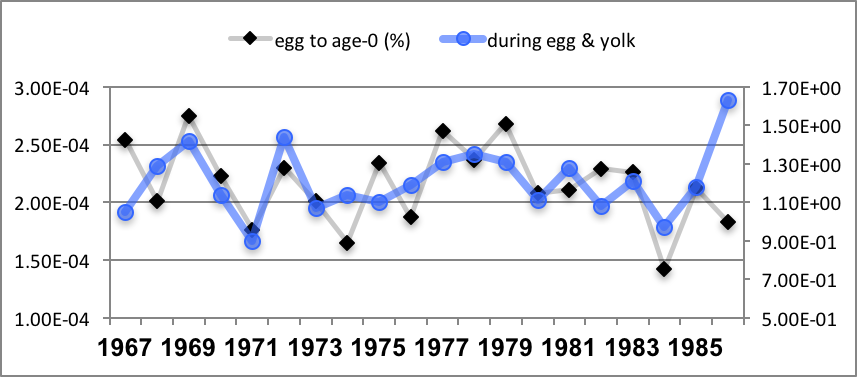 egg to age-0 (%) during egg & yolk
3.00E-04 1.70E+00
1.50E+00
2.50E-04
1.30E+00
2.00E-04 1.10E+00
9.00E-01
1.50E-04
7.00E-01
1.00E-04 5.00E-01
1967 1969 1971 1973 1975 1977 1979 1981 1983 1985